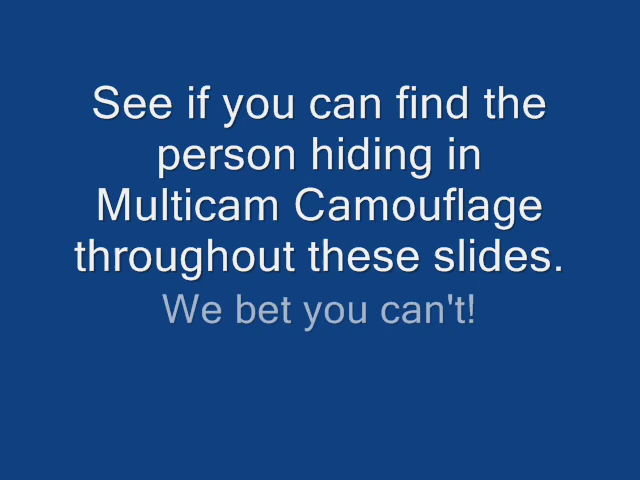 See if you can find the
person hiding in
Multicam Camouflage
throughout these slides.
We bet you can't!